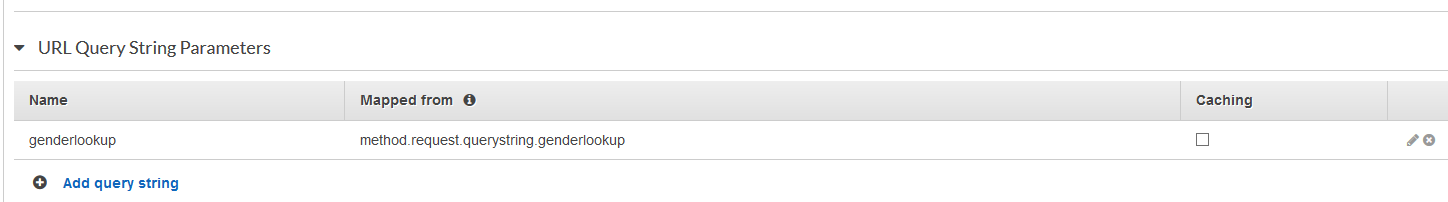 URL Query String Parameters
Name Mapped from Caching
genderlookup method.request.querystring.genderlookup
Add query string